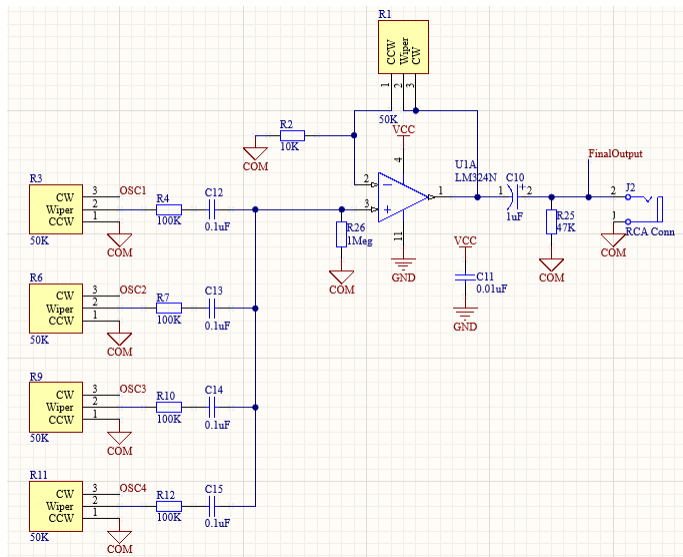 R1
CCW
Wiper
CW
1
2
3
50K
R2
10K
COM
VCC
4
U1A
LM324N
2
3
1
11
GND
R3
CW
Wiper
CCW
50K
3
2
1
OSC1
COM
R4
100K
C12
0.1uF
R26
1Meg
COM
C10
1
+
2
1uF
R25
47K
COM
FinalOutput
J2
2
1
RCA Conn
COM
VCC
C11
0.01uF
GND
R6
CW
Wiper
CCW
50K
3
2
1
OSC2
COM
R7
100K
C13
0.1uF
R9
CW
Wiper
CCW
50K
3
2
1
OSC3
COM
R10
100K
C14
0.1uF
R11
CW
Wiper
CCW
50K
3
2
1
OSC4
COM
R12
100K
C15
0.1uF